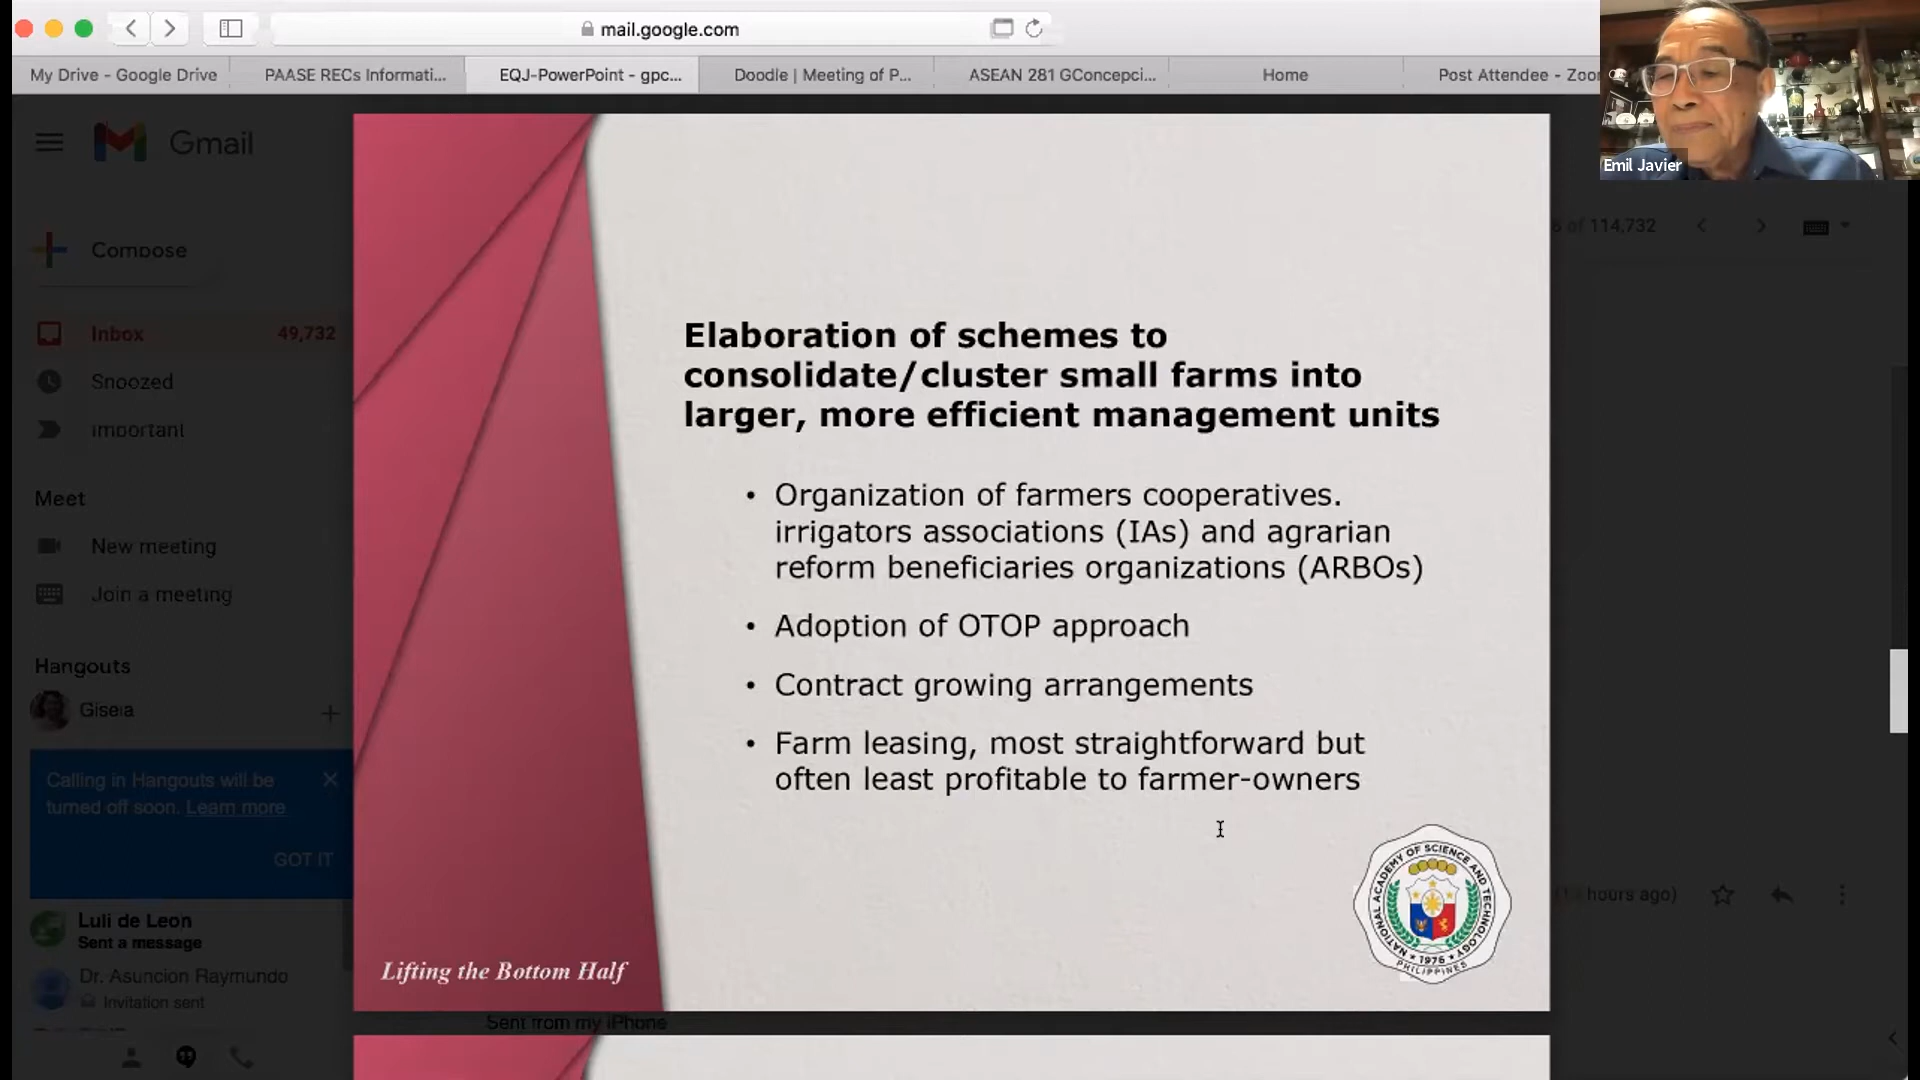 mail.google.com
My Drive - Google Drive
PAASE RECs Informati...
EQJ-PowerPoint - gpc...
Doodle | Meeting of P...
ASEAN 281 GConcepci...
Home
Post Attendee - Zoo
Emil Javier
Gmail
of 114,732
Compose
Inbox 49,732
Snoozed
Important
Meet
New meeting
Join a meeting
Hangouts
Gisela
Calling in Hangouts will be
turned off soon. Learn more
GOT IT
Luli de Leon
Sent a message
Dr. Asuncion Raymundo
Invitation sent
Elaboration of schemes to
consolidate/cluster small farms into
larger, more efficient management units
• Organization of farmers cooperatives.
irrigators associations (IAs) and agrarian
reform beneficiaries organizations (ARBOs)
• Adoption of OTOP approach
• Contract growing arrangements
• Farm leasing, most straightforward but
often least profitable to farmer-owners
hours ago)
Lifting the Bottom Half
NATIONAL ACADEMY OF SCIENCE AND TECHNOLOGY
1976
PHILIPPINES
Sent from my iPhone